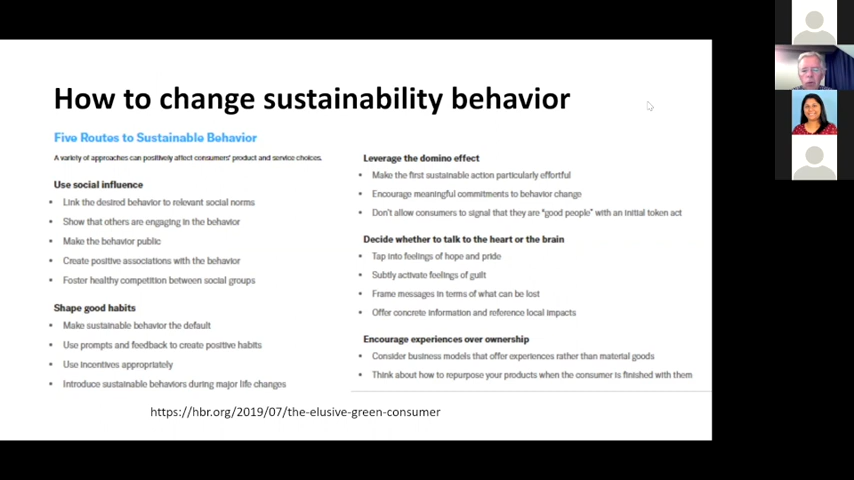 How to change sustainability behavior
Five Routes to Sustainable Behavior
A variety of approaches can positively affect consumers' product and service choices.
Use social influence
• Link the desired behavior to relevant social norms
• Show that others are engaging in the behavior
• Make the behavior public
• Create positive associations with the behavior
• Foster healthy competition between social groups
Shape good habits
• Make sustainable behavior the default
• Use prompts and feedback to create positive habits
• Use incentives appropriately
• Introduce sustainable behaviors during major life changes
Leverage the domino effect
• Make the first sustainable action particularly effortful
• Encourage meaningful commitments to behavior change
• Don't allow consumers to signal that they are "good people" with an initial token act
Decide whether to talk to the heart or the brain
• Tap into feelings of hope and pride
• Subtly activate feelings of guilt
• Frame messages in terms of what can be lost
• Offer concrete information and reference local impacts
Encourage experiences over ownership
• Consider business models that offer experiences rather than material goods
• Think about how to repurpose your products when the consumer is finished with them
https://hbr.org/2019/07/the-elusive-green-consumer